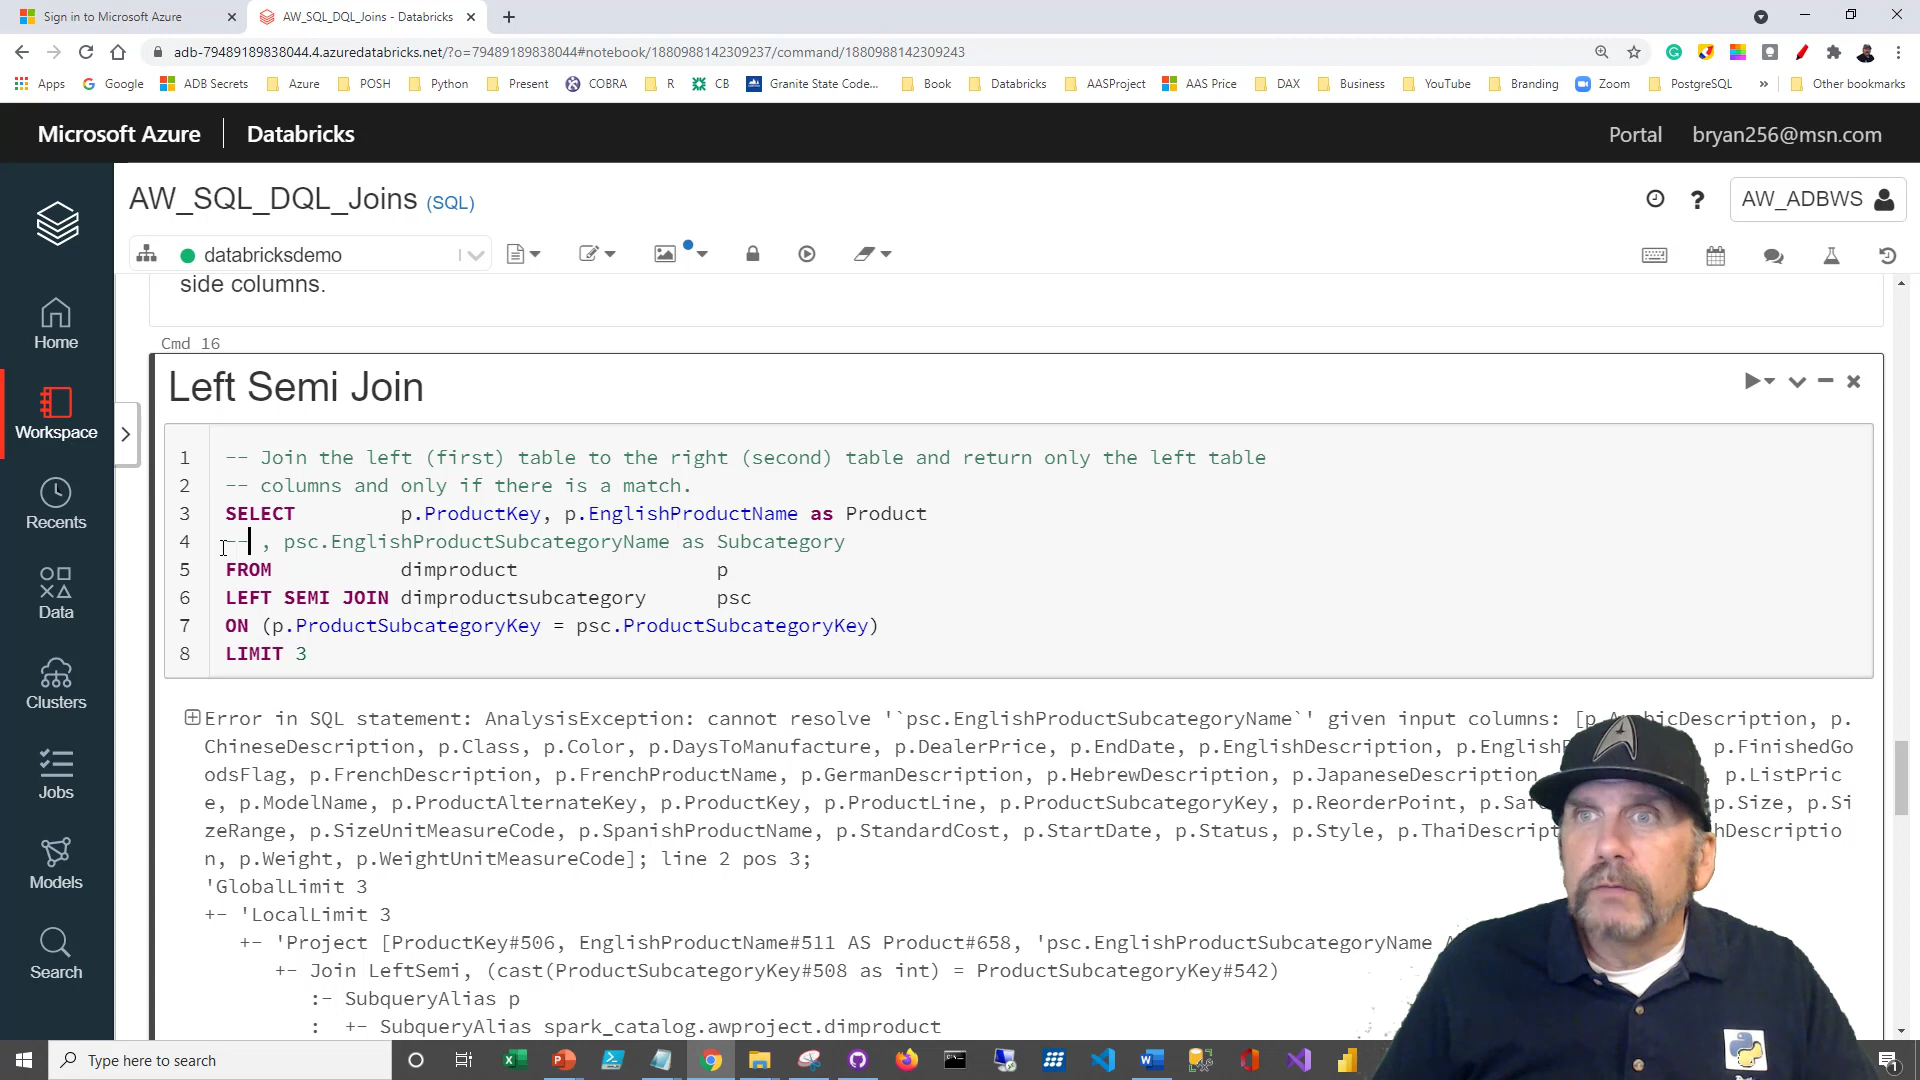 Sign in to Microsoft Azure
AW_SQL_DQL_Joins - Databricks
adb-79489189838044.4.azuredatabricks.net/?o=79489189838044#notebook/1880988142309237/command/1880988142309243
Apps Google ADB Secrets Azure POSH Python Present COBRA R CB Granite State Code... Book Databricks AASProject AAS Price DAX Business YouTube Branding Zoom PostgreSQL » Other bookmarks
Microsoft Azure Databricks Portal bryan256@msn.com
AW_SQL_DQL_Joins (SQL) ? AW_ADBWS
databricksdemo
side columns.
Home
Workspace
Recents
Data
Clusters
Jobs
Models
Search
Cmd 16
Left Semi Join
1 -- Join the left (first) table to the right (second) table and return only the left table
2 -- columns and only if there is a match.
3 SELECT p.ProductKey, p.EnglishProductName as Product
4 -- , psc.EnglishProductSubcategoryName as Subcategory
5 FROM dimproduct p
6 LEFT SEMI JOIN dimproductsubcategory psc
7 ON (p.ProductSubcategoryKey = psc.ProductSubcategoryKey)
8 LIMIT 3
Error in SQL statement: AnalysisException: cannot resolve '`psc.EnglishProductSubcategoryName`' given input columns: [p. Description, p.
ChineseDescription, p.Class, p.Color, p.DaysToManufacture, p.DealerPrice, p.EndDate, p.EnglishDescription, p.FinishedGo
odsFlag, p.FrenchDescription, p.FrenchProductName, p.GermanDescription, p.HebrewDescription, p.JapaneseDescription p.ListPric
e, p.ModelName, p.ProductAlternateKey, p.ProductKey, p.ProductLine, p.ProductSubcategoryKey, p.ReorderPoint, p.Size, p.Si
zeRange, p.SizeUnitMeasureCode, p.SpanishProductName, p.StandardCost, p.StartDate, p.Status, p.Style, hDescriptio
n, p.Weight, p.WeightUnitMeasureCode]; line 2 pos 3;
'GlobalLimit 3
+- 'LocalLimit 3
+- 'Project [ProductKey#506, EnglishProductName#511 AS Product#658, 'psc.EnglishProductSubcategoryName
+- Join LeftSemi, (cast(ProductSubcategoryKey#508 as int) = ProductSubcategoryKey#542)
:- SubqueryAlias p
: +- SubqueryAlias spark_catalog.awproject.dimproduct
Type here to search